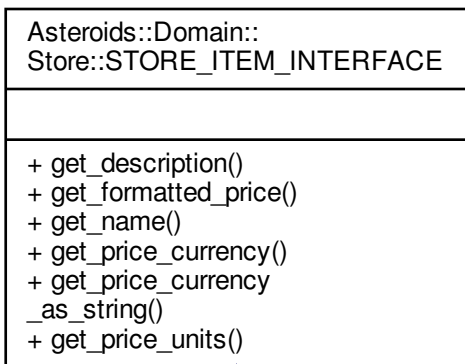 Asteroids::Domain::
Store::STORE_ITEM_INTERFACE
+ get_description()
+ get_formatted_price()
+ get_name()
+ get_price_currency()
+ get_price_currency
_as_string()
+ get_price_units()